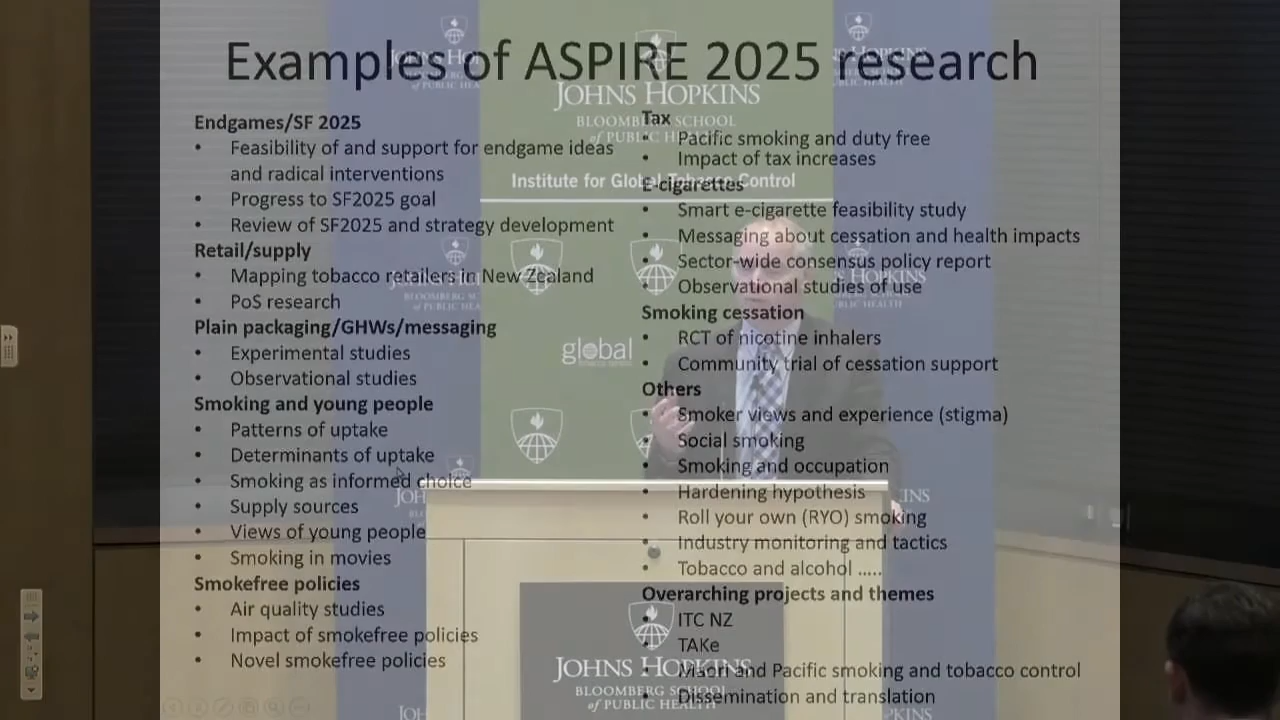 Examples of ASPIRE 2025 research
Endgames/SF 2025
• Feasibility of and support for endgame ideas
and radical interventions
• Progress to SF2025 goal
• Review of SF2025 and strategy development
Retail/supply
• Mapping tobacco retailers in New Zealand
• PoS research
Plain packaging/GHWs/messaging
• Experimental studies
• Observational studies
Smoking and young people
• Patterns of uptake
• Determinants of uptake
• Smoking as informed choice
• Supply sources
• Views of young people
• Smoking in movies
Smokefree policies
• Air quality studies
• Impact of smokefree policies
• Novel smokefree policies
Tax
• Pacific smoking and duty free
• Impact of tax increases
E-cigarettes
• Smart e-cigarette feasibility study
• Messaging about cessation and health impacts
• Sector-wide consensus policy report
• Observational studies of use
Smoking cessation
• RCT of nicotine inhalers
• Community trial of cessation support
Others
• Smoker views and experience (stigma)
• Social smoking
• Smoking and occupation
• Hardening hypothesis
• Roll your own (RYO) smoking
• Industry monitoring and tactics
• Tobacco and alcohol .....
Overarching projects and themes
• ITC NZ
• TAKe
• Maori and Pacific smoking and tobacco control
• Dissemination and translation
JOHNS HOPKINS
BLOOMBERG SCHOOL
of PUBLIC HEALTH
Institute for Global Tobacco Control
global
JOHNS HOPKINS
BLOOMBERG SCHOOL
of PUBLIC HEALTH